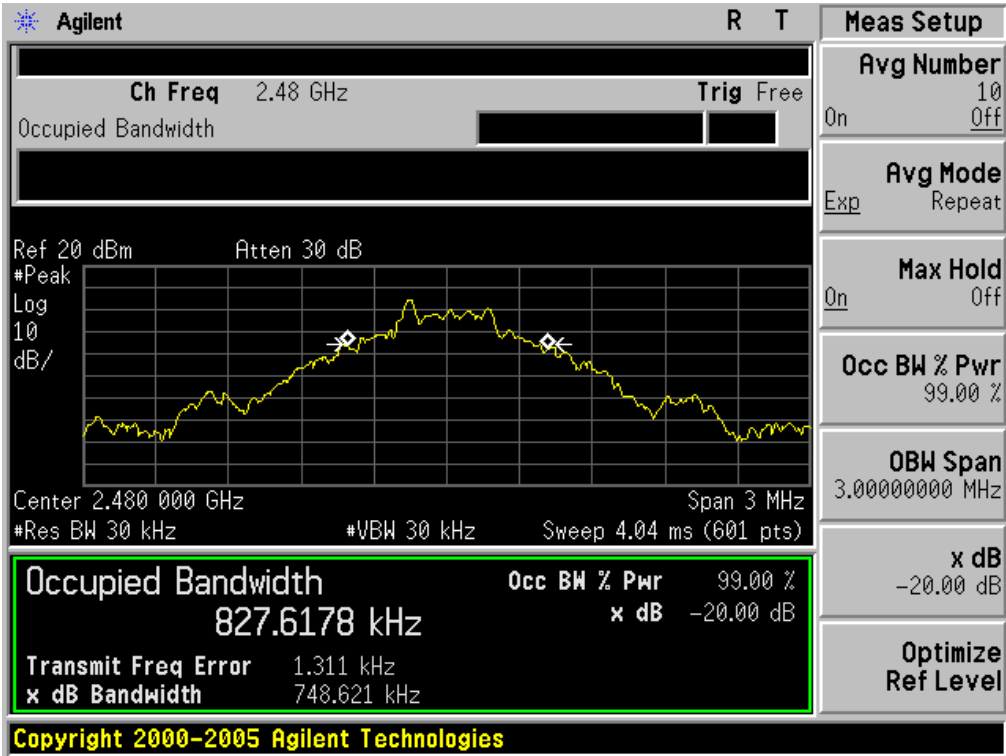 Agilent R T
Ch Freq 2.48 GHz Trig Free
Occupied Bandwidth
Ref 20 dBm Atten 30 dB
#Peak
Log
10
dB/
Center 2.480 000 GHz Span 3 MHz
#Res BW 30 kHz #VBW 30 kHz Sweep 4.04 ms (601 pts)
Occupied Bandwidth Occ BW % Pwr 99.00 %
827.6178 kHz x dB -20.00 dB
Transmit Freq Error 1.311 kHz
x dB Bandwidth 748.621 kHz
Copyright 2000-2005 Agilent Technologies
Meas Setup
Avg Number
10
On Off
Avg Mode
Exp Repeat
Max Hold
On Off
Occ BW % Pwr
99.00 %
OBW Span
3.00000000 MHz
x dB
-20.00 dB
Optimize
Ref Level